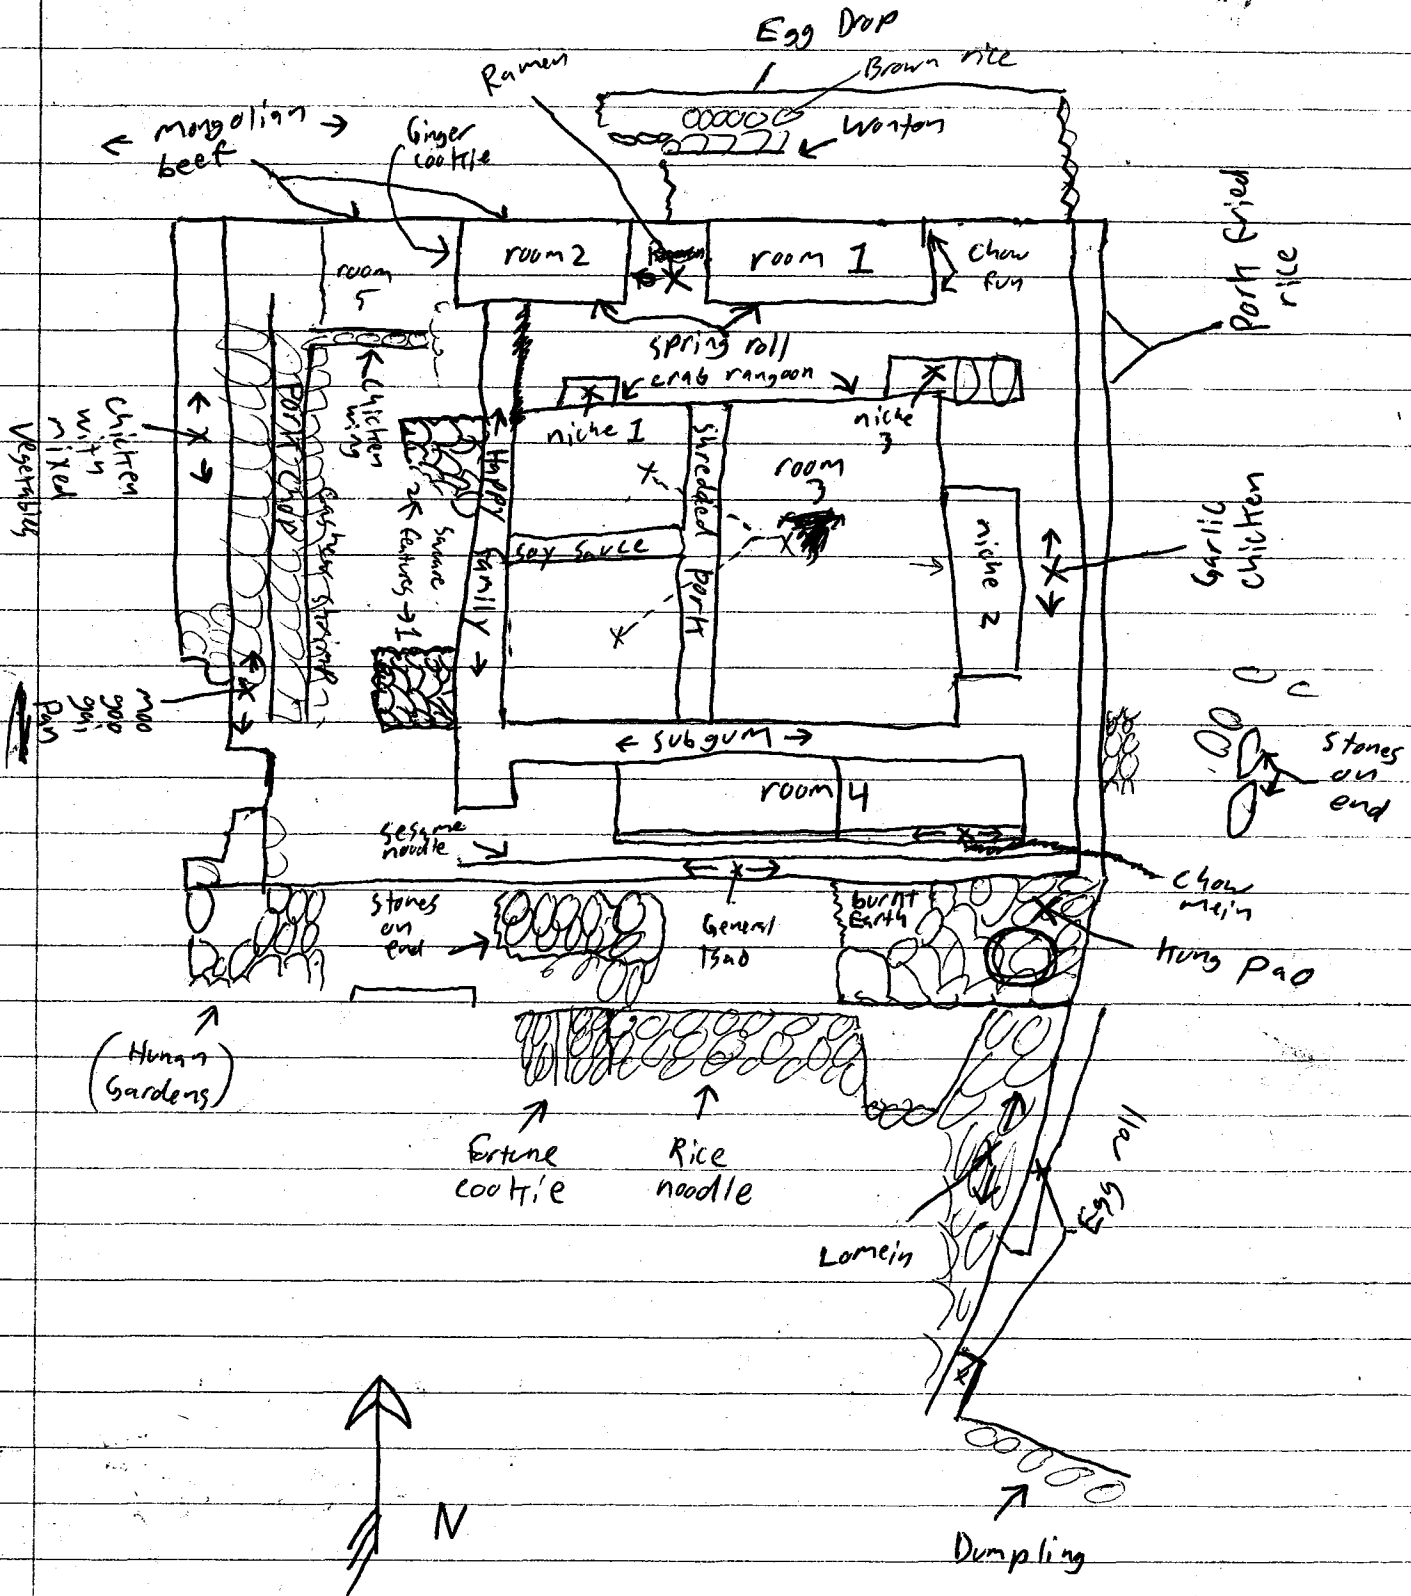 Egg Drop
Ramen
Brown rice
Wonton
← Mongolian →
beef
Ginger
cookie
room 2
room 1
room
5
Chow
fun
Pork fried
rice
spring roll
crab rangoon
niche 1
niche
3
room
3
Chicken
wing
Chicken
with
mixed
vegetables
Pork chop
Cashew shrimp
square
2 features → 1
Happy family
shredded pork
soy sauce
niche 2
Garlic
Chicken
moo
goo
gai
Pan
← subgum →
room 4
stones
on
end
sesame
noodle
Chow
mein
stones
on
end
General
Tsao
burnt
Earth
Kung Pao
(Hunan
Gardens)
Fortune
cookie
Rice
noodle
Egg roll
Lomein
N
Dumpling